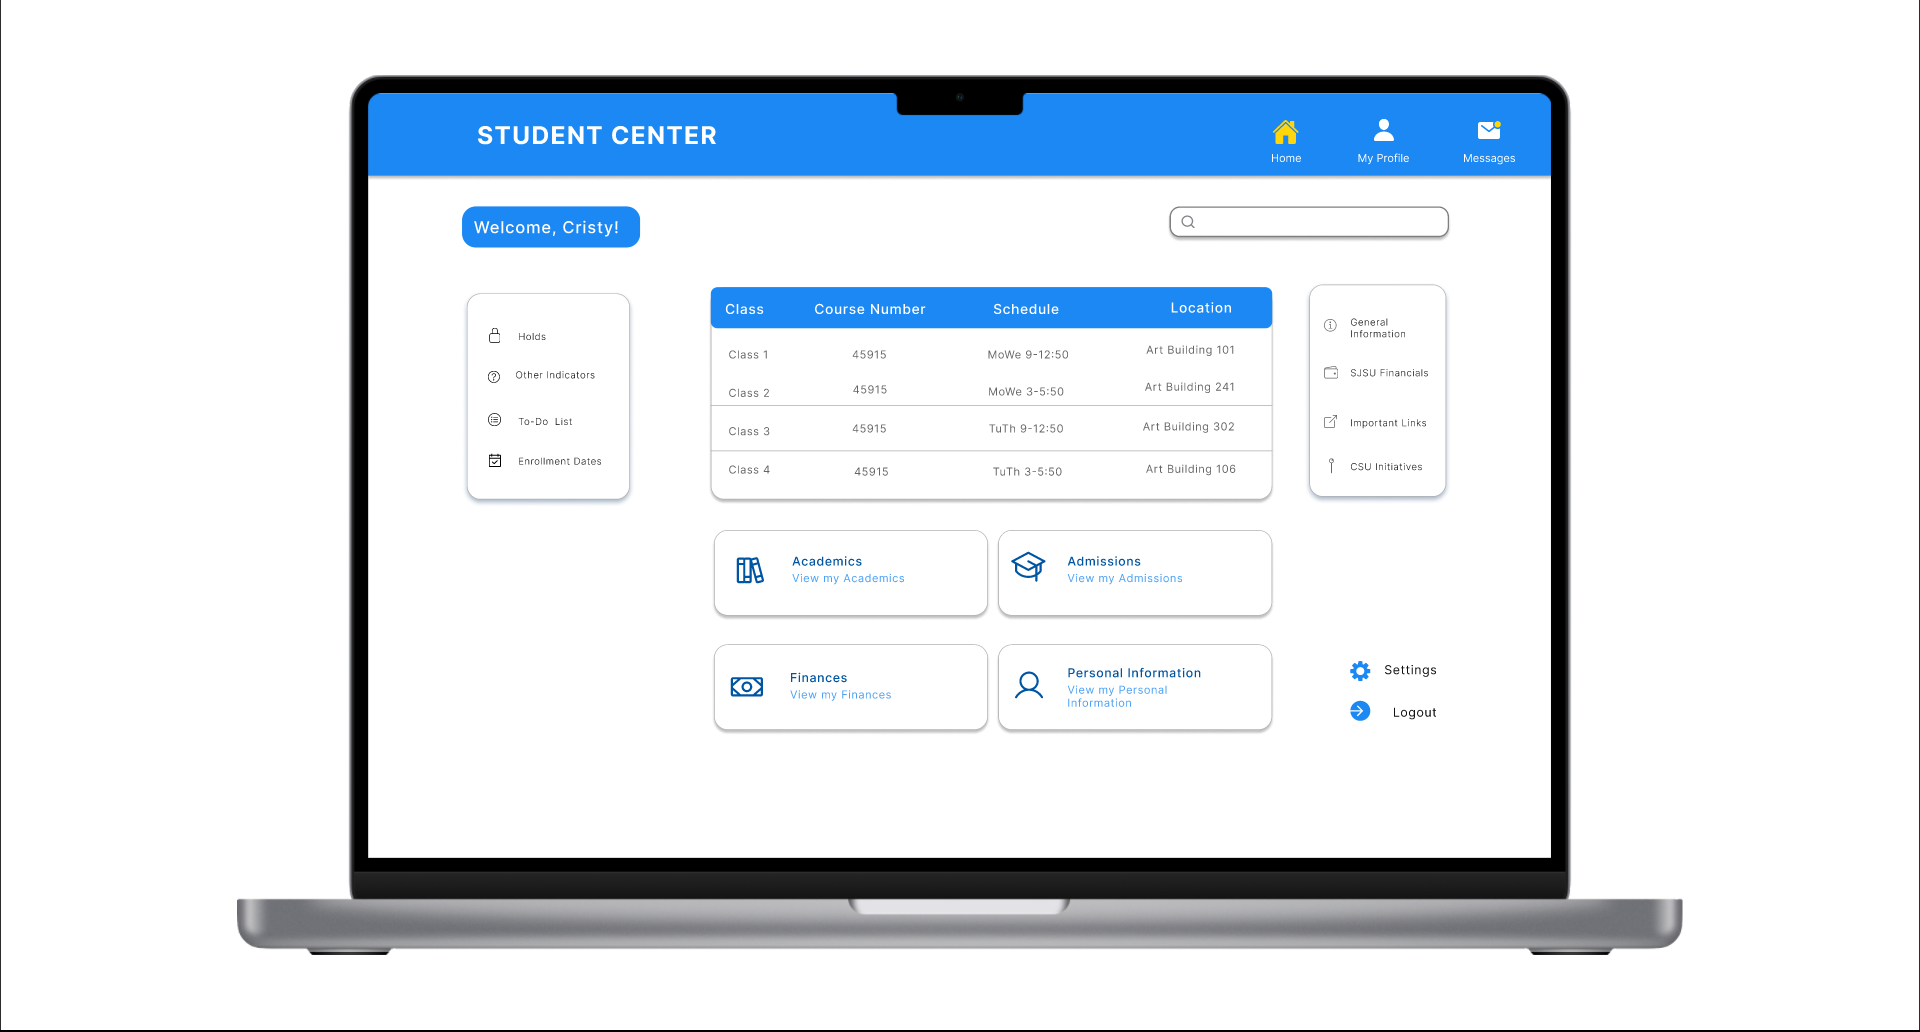 STUDENT CENTER
Home
My Profile
Messages
Welcome, Cristy!
Holds
Other Indicators
To-Do List
Enrollment Dates
Class Course Number Schedule Location
Class 1 45915 MoWe 9-12:50 Art Building 101
Class 2 45915 MoWe 3-5:50 Art Building 241
Class 3 45915 TuTh 9-12:50 Art Building 302
Class 4 45915 TuTh 3-5:50 Art Building 106
General
Information
SJSU Financials
Important Links
CSU Initiatives
Academics
View my Academics
Admissions
View my Admissions
Finances
View my Finances
Personal Information
View my Personal
Information
Settings
Logout